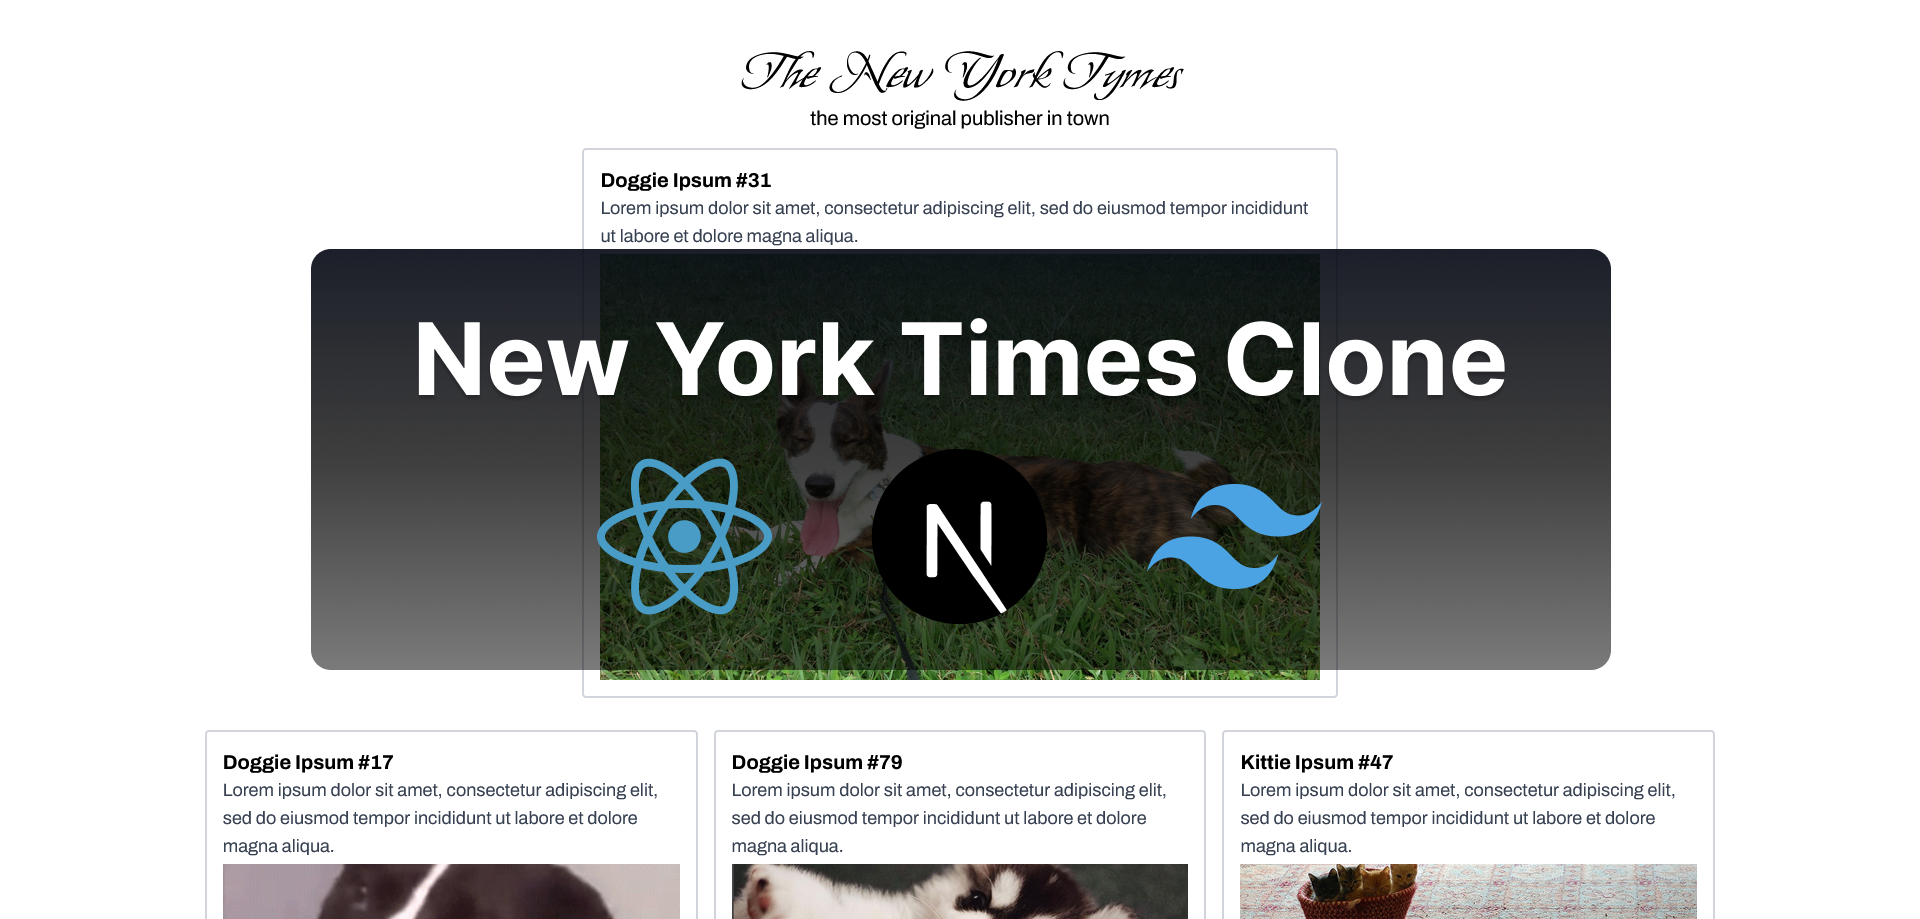 The New York Tymes
the most original publisher in town
Doggie Ipsum #31
Lorem ipsum dolor sit amet, consectetur adipiscing elit, sed do eiusmod tempor incididunt
ut labore et dolore magna aliqua.
New York Times Clone
N
Doggie Ipsum #17
Lorem ipsum dolor sit amet, consectetur adipiscing elit,
sed do eiusmod tempor incididunt ut labore et dolore
magna aliqua.
Doggie Ipsum #79
Lorem ipsum dolor sit amet, consectetur adipiscing elit,
sed do eiusmod tempor incididunt ut labore et dolore
magna aliqua.
Kittie Ipsum #47
Lorem ipsum dolor sit amet, consectetur adipiscing elit,
sed do eiusmod tempor incididunt ut labore et dolore
magna aliqua.